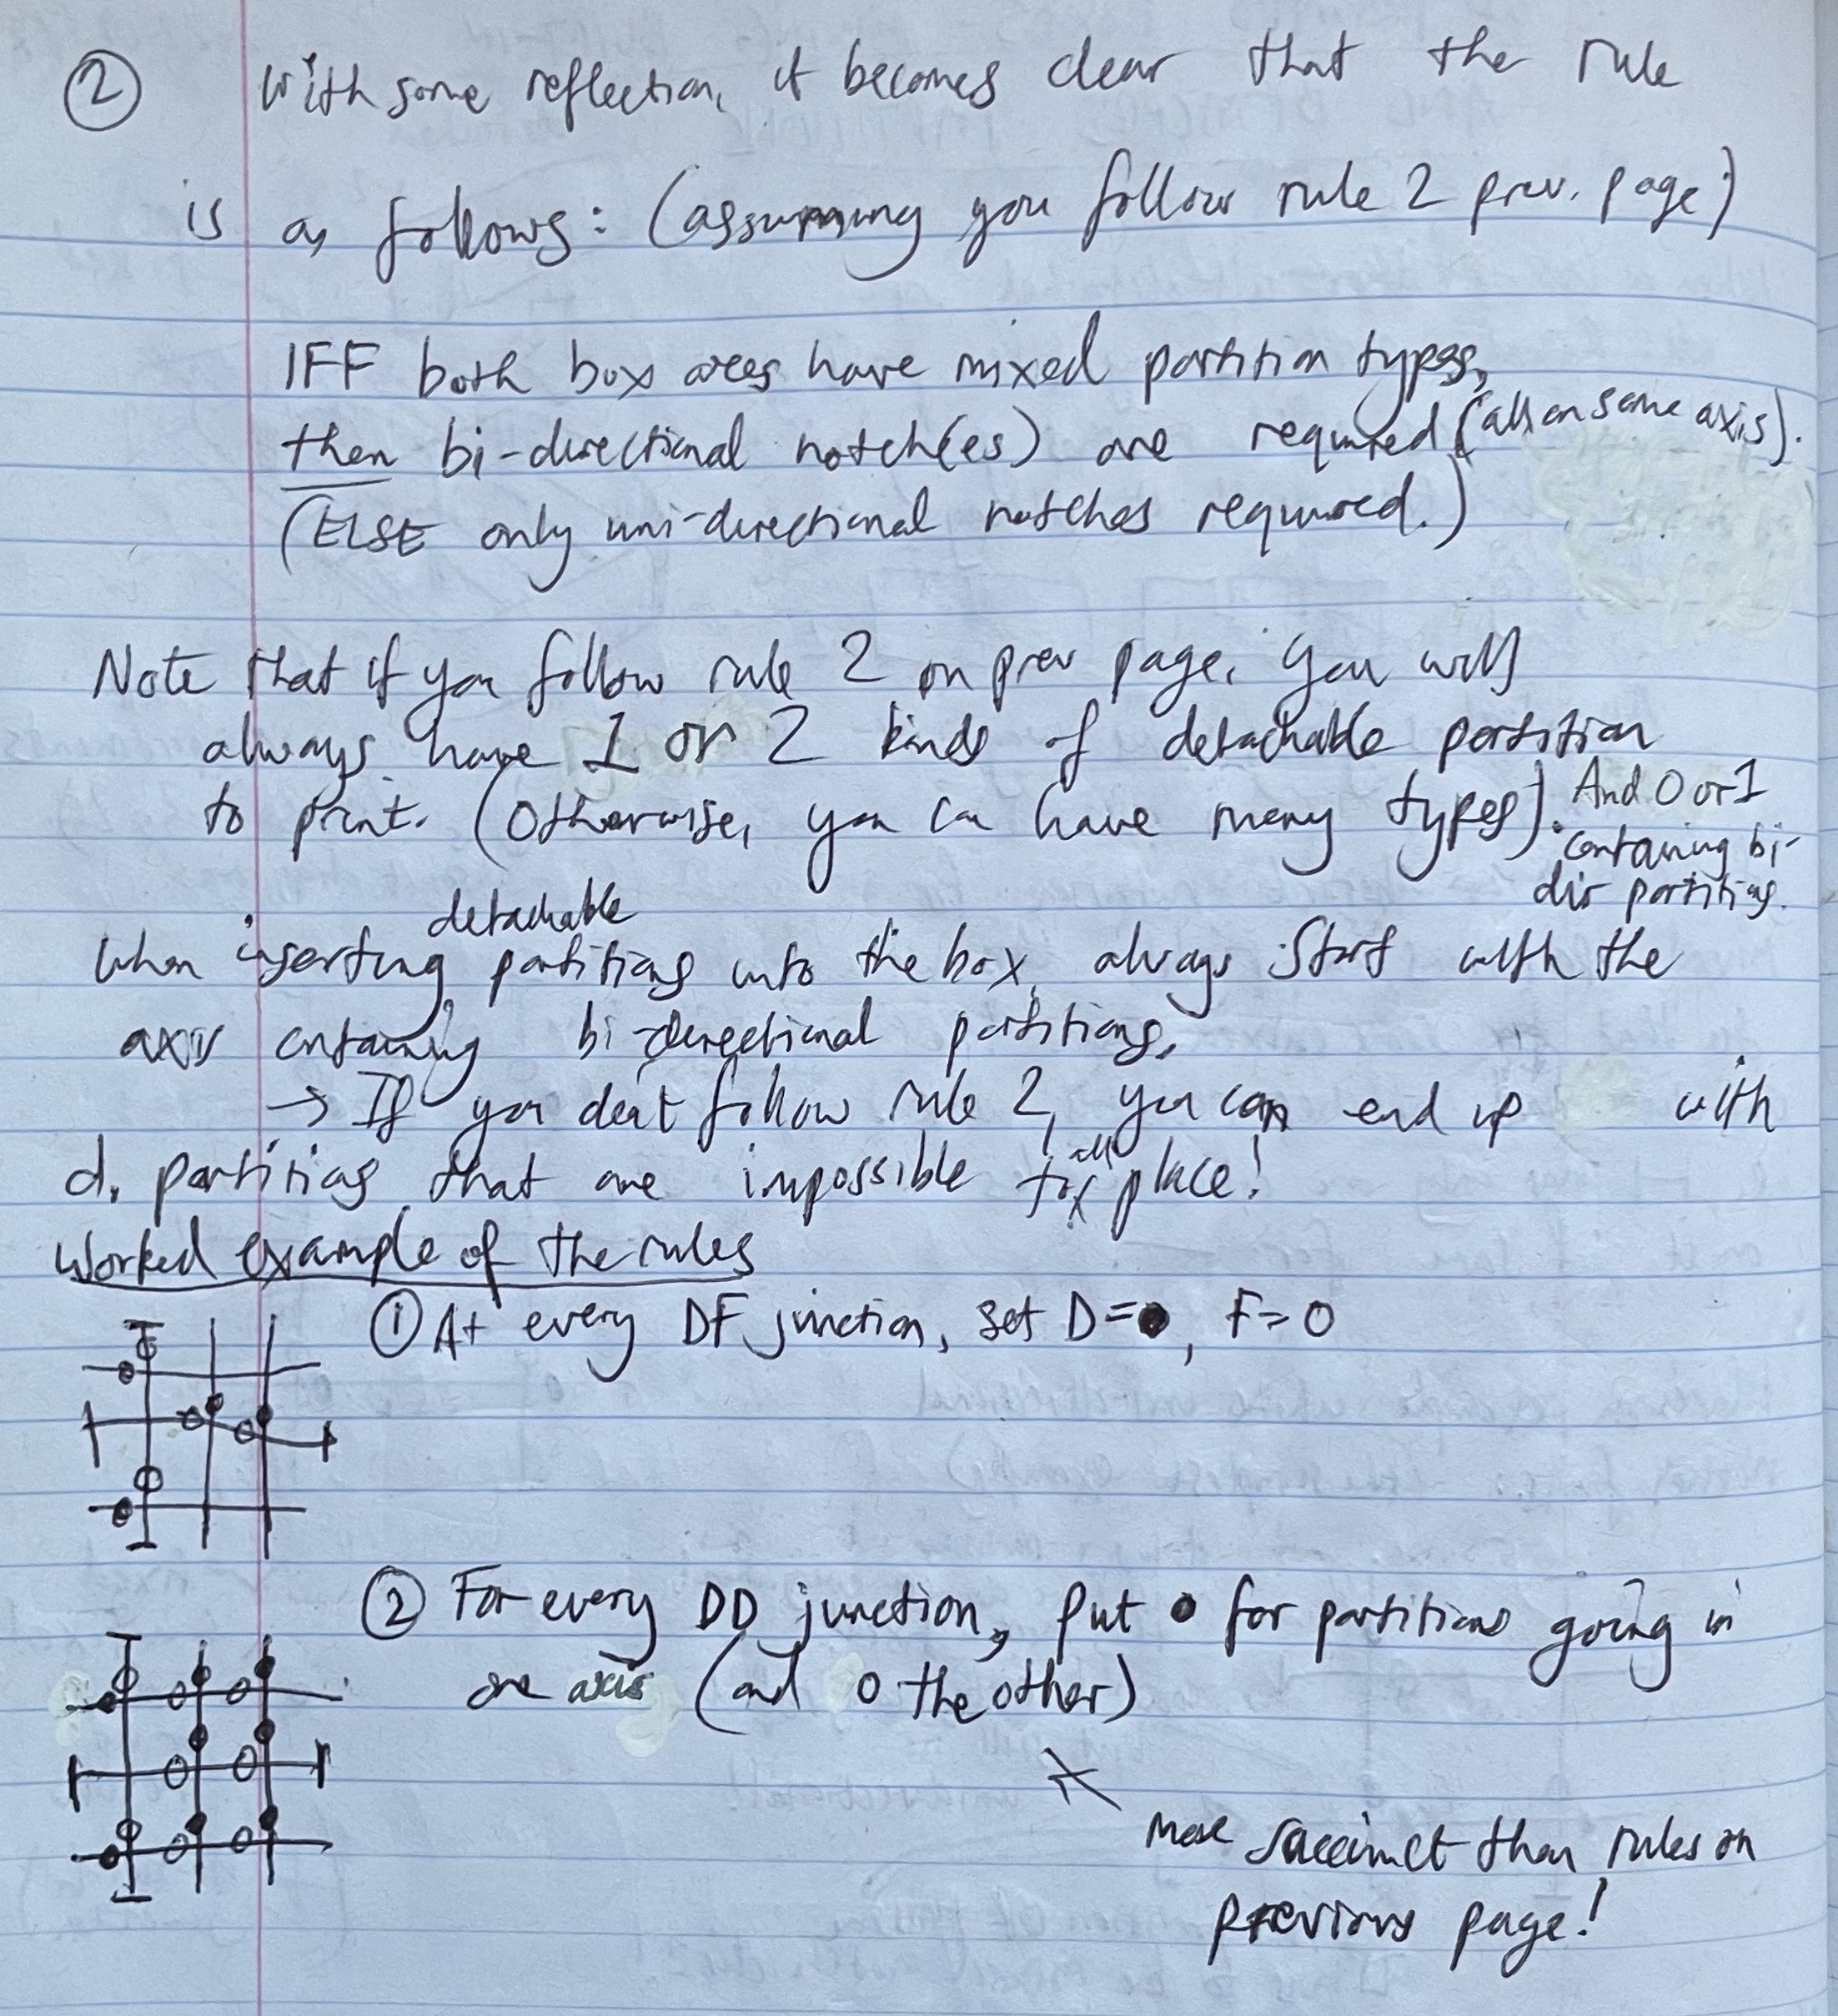 ② With some reflection, it becomes clear that the rule
is as follows: (assuming you follow rule 2 prev. page)
IFF both box axes have mixed partition types,
then bi-directional notch(es) are required (all on same axis).
(ELSE only uni-directional notches required.)
Note that if you follow rule 2 on prev page, you will
always have 1 or 2 kinds of detachable partition
to print. (Otherwise, you can have many types). And 0 or 1
containing bi-
dir partitions.
detachable
When inserting partitions into the box, always start with the
axis containing bi-directional partitions.
→ If you don't follow rule 2, you can end up with
d. partitions that are impossible to all place!
Worked example of the rules
① At every DF junction, set D=●, F=O
② For every DD junction, put ● for partitions going in
one axis (and O the other)
More succinct than rules on
previous page!